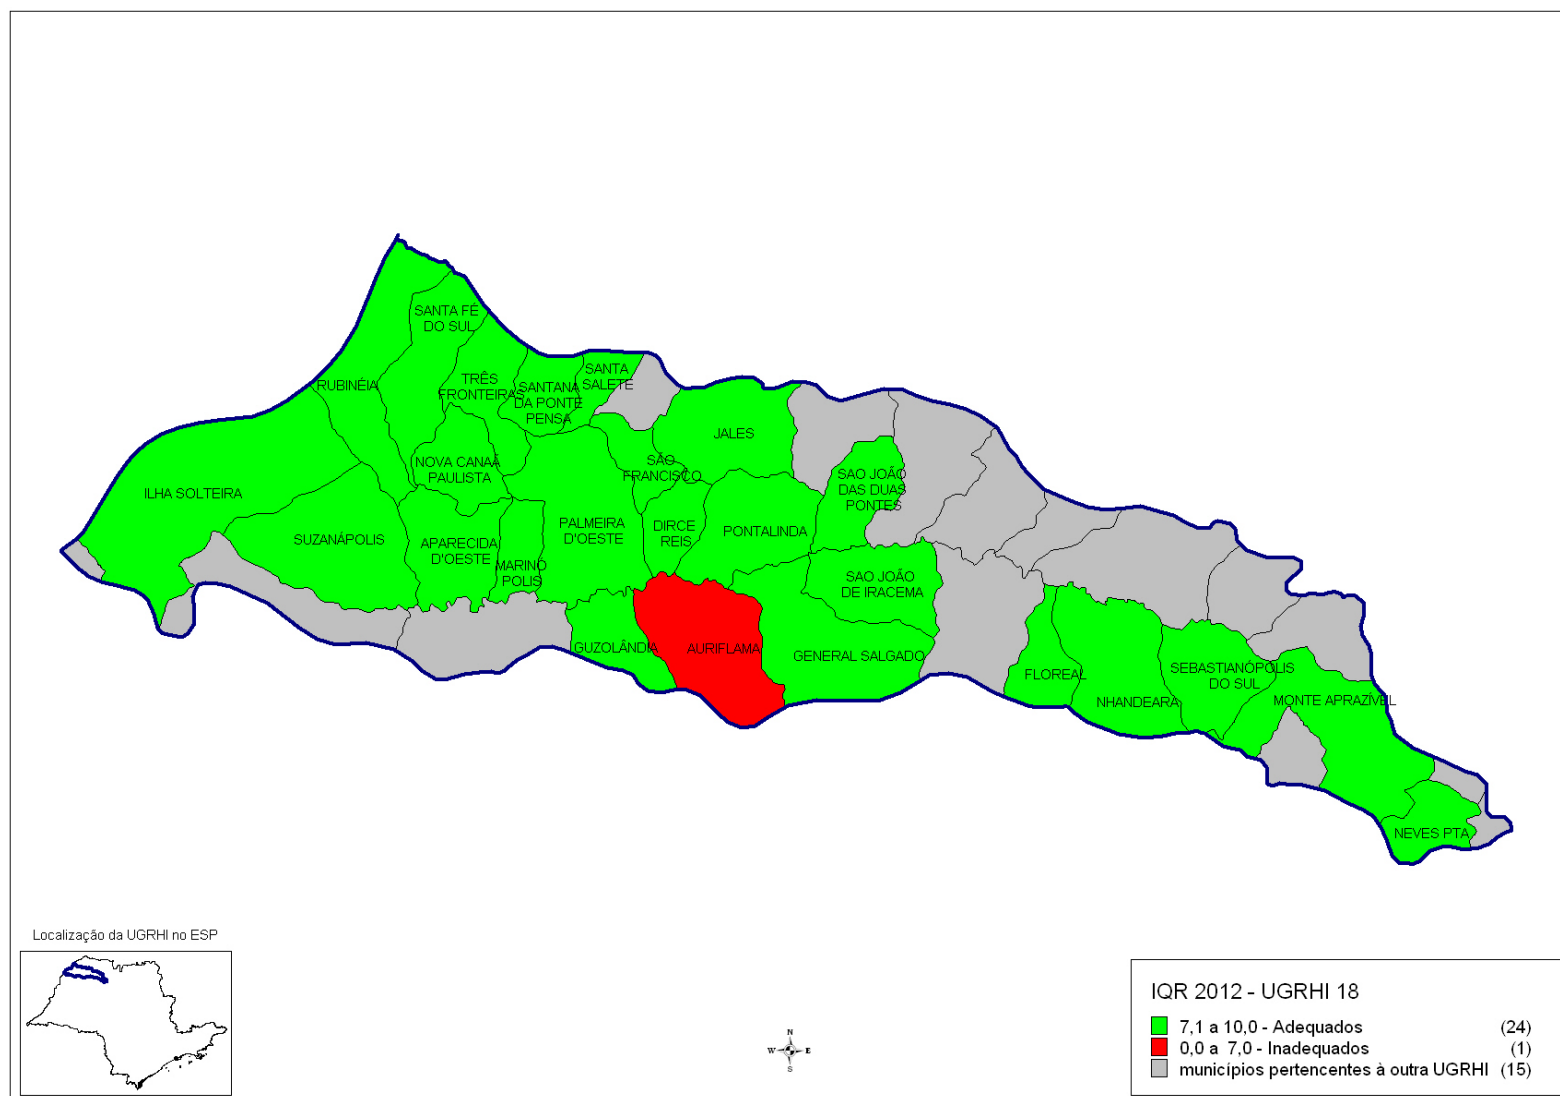 SANTA FÉ
DO SUL
RUBINÉIA
TRÊS
FRONTEIRAS
SANTANA
DA PONTE
PENSA
SANTA
SALETE
JALES
NOVA CANAÃ
PAULISTA
SÃO
FRANCISCO
SAO JOÃO
DAS DUAS
PONTES
ILHA SOLTEIRA
SUZANÁPOLIS
APARECIDA
D'OESTE
MARINÓ
POLIS
PALMEIRA
D'OESTE
DIRCE
REIS
PONTALINDA
SAO JOÃO
DE IRACEMA
GUZOLÂNDIA
AURIFLAMA
GENERAL SALGADO
FLOREAL
NHANDEARA
SEBASTIANÓPOLIS
DO SUL
MONTE APRAZÍVEL
NEVES PTA
Localização da UGRHI no ESP
N
W E
S
IQR 2012 - UGRHI 18
7,1 a 10,0 - Adequados (24)
0,0 a 7,0 - Inadequados (1)
municípios pertencentes à outra UGRHI (15)